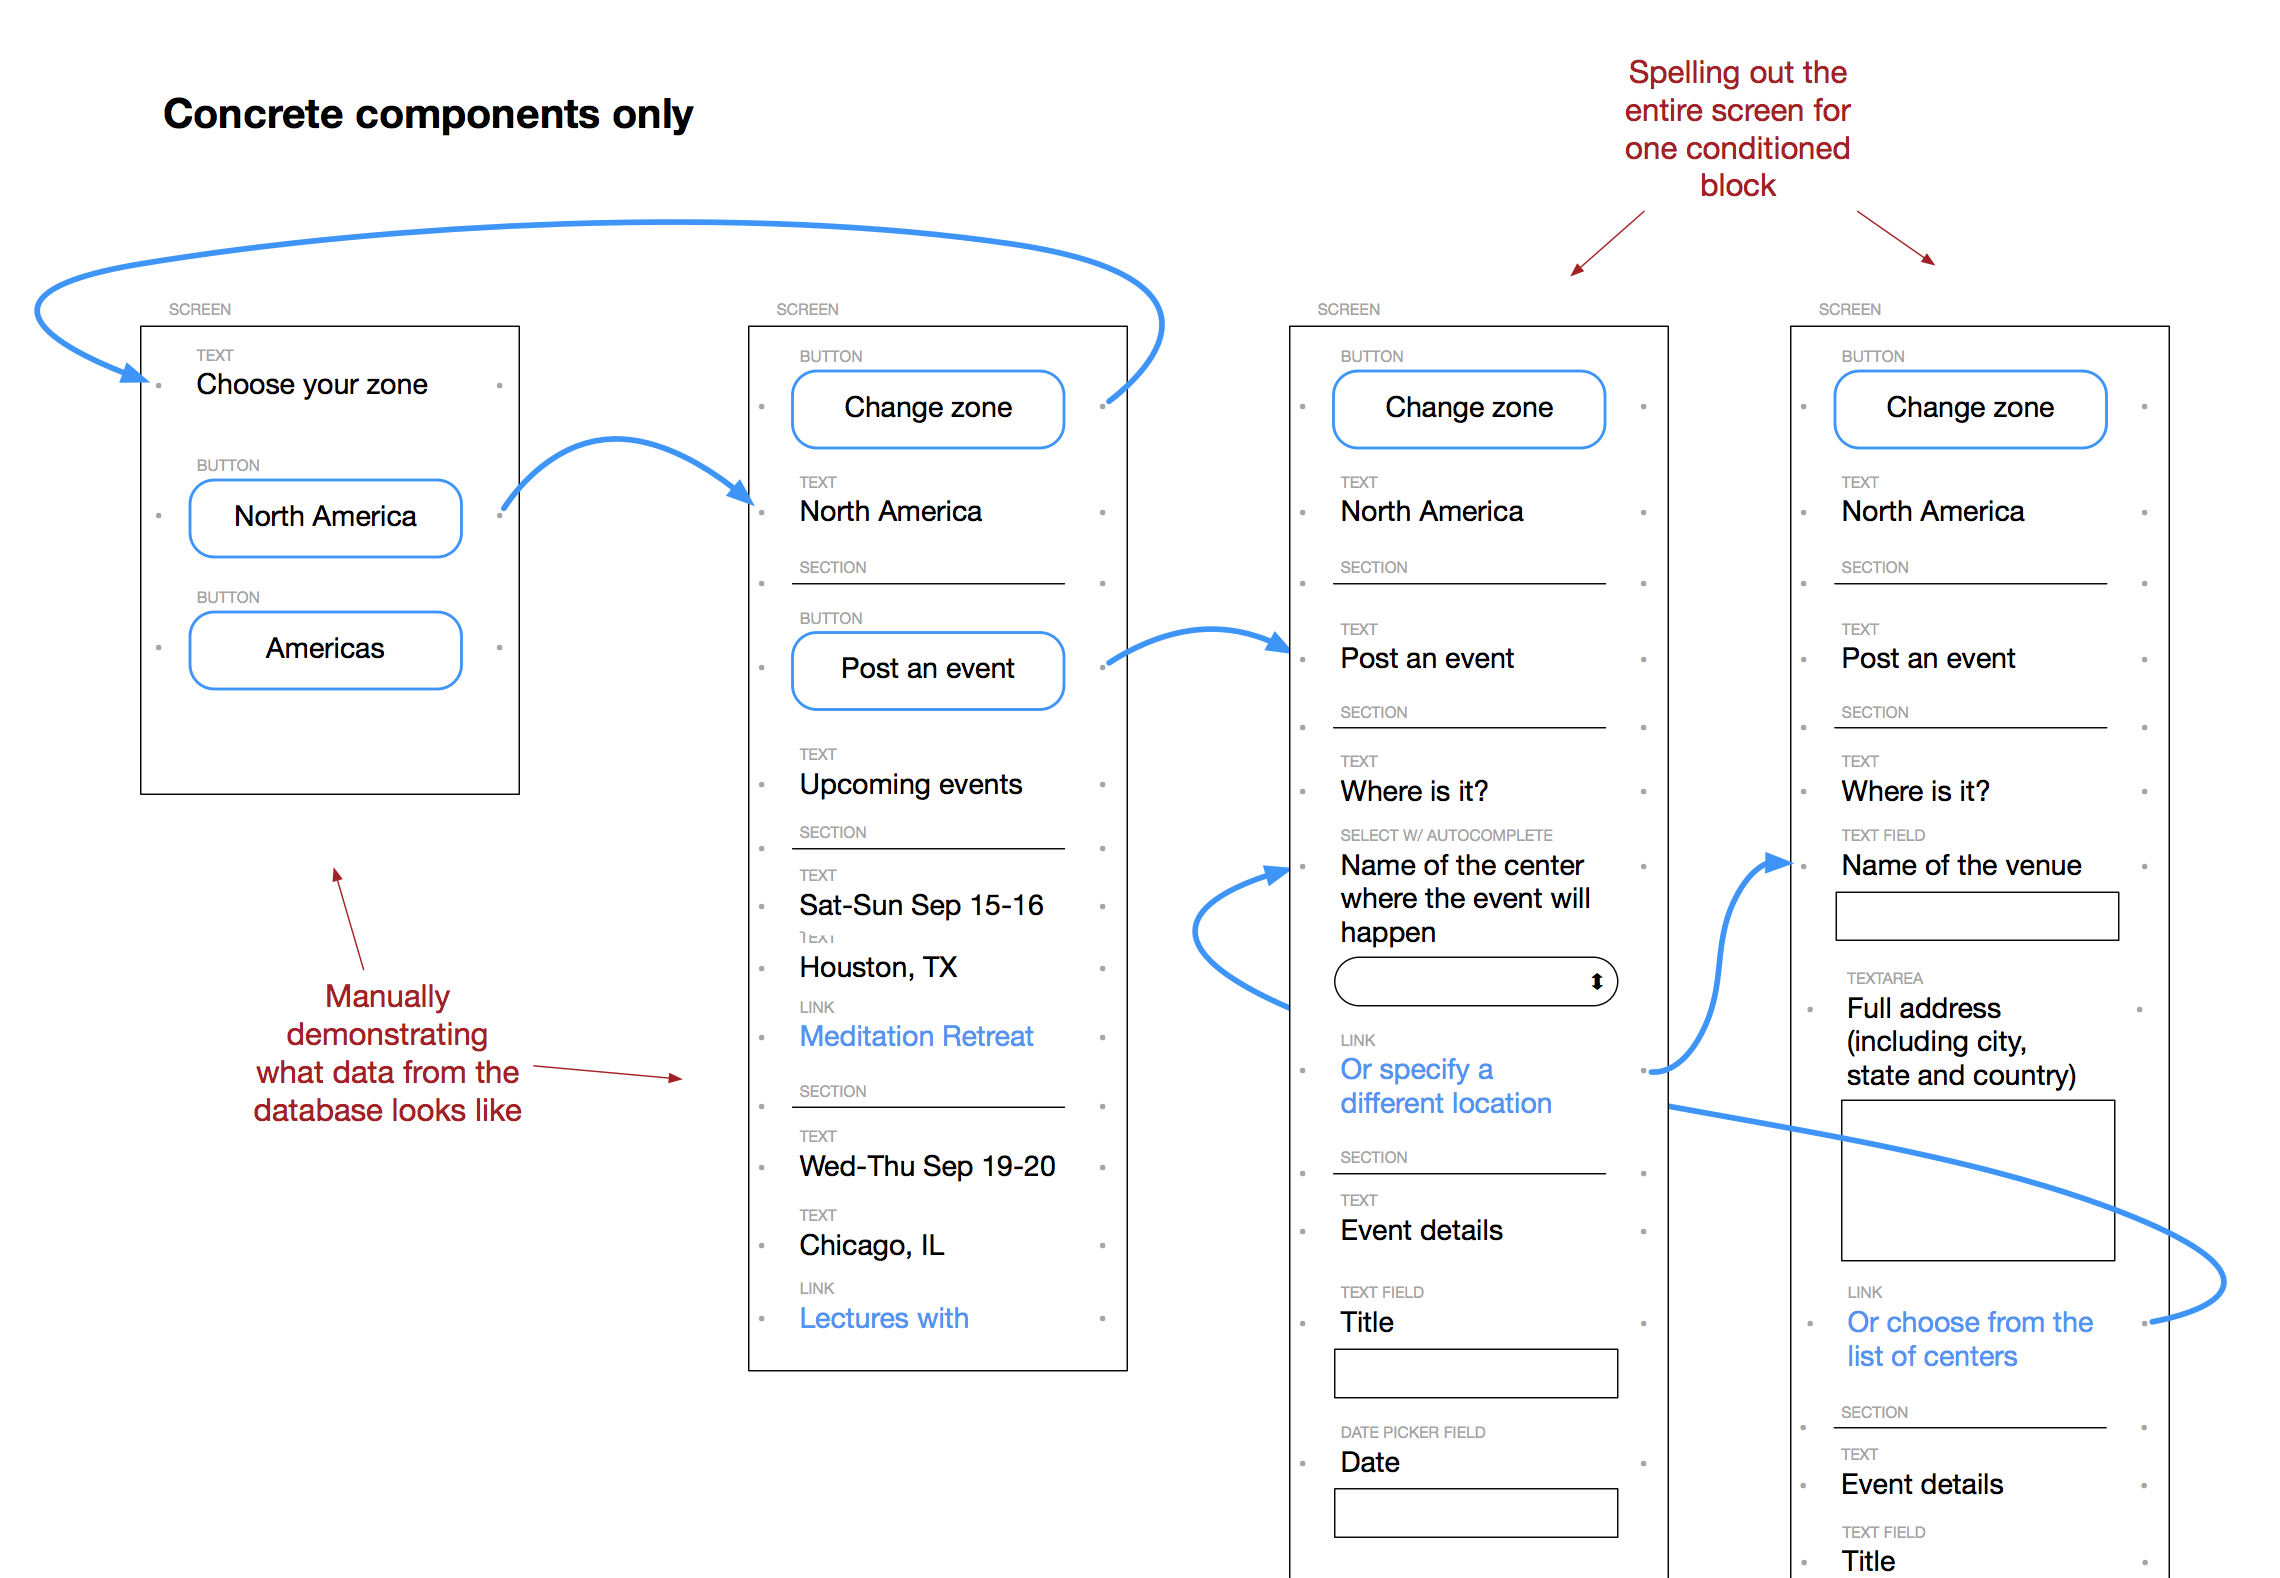 Concrete components only
Spelling out the
entire screen for
one conditioned
block
SCREEN
TEXT
Choose your zone
BUTTON
North America
BUTTON
Americas
Manually
demonstrating
what data from the
database looks like
SCREEN
BUTTON
Change zone
TEXT
North America
SECTION
BUTTON
Post an event
TEXT
Upcoming events
SECTION
TEXT
Sat-Sun Sep 15-16
TEXT
Houston, TX
LINK
Meditation Retreat
SECTION
TEXT
Wed-Thu Sep 19-20
TEXT
Chicago, IL
LINK
Lectures with
SCREEN
BUTTON
Change zone
TEXT
North America
SECTION
TEXT
Post an event
SECTION
TEXT
Where is it?
SELECT W/ AUTOCOMPLETE
Name of the center
where the event will
happen
LINK
Or specify a
different location
SECTION
TEXT
Event details
TEXT FIELD
Title
DATE PICKER FIELD
Date
SCREEN
BUTTON
Change zone
TEXT
North America
SECTION
TEXT
Post an event
SECTION
TEXT
Where is it?
TEXT FIELD
Name of the venue
TEXTAREA
Full address
(including city,
state and country)
LINK
Or choose from the
list of centers
SECTION
TEXT
Event details
TEXT FIELD
Title